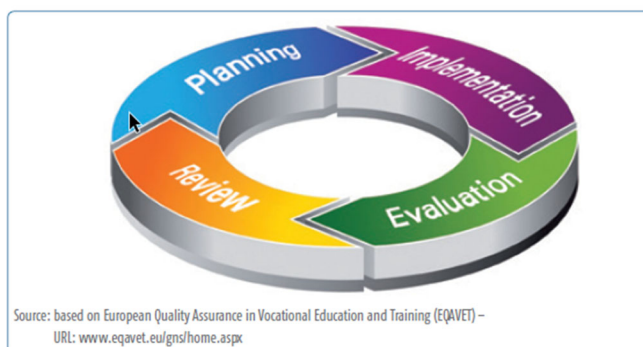 Planning
Implementation
Evaluation
Review
Source: based on European Quality Assurance in Vocational Education and Training (EQAVET) –
URL: www.eqavet.eu/gns/home.aspx